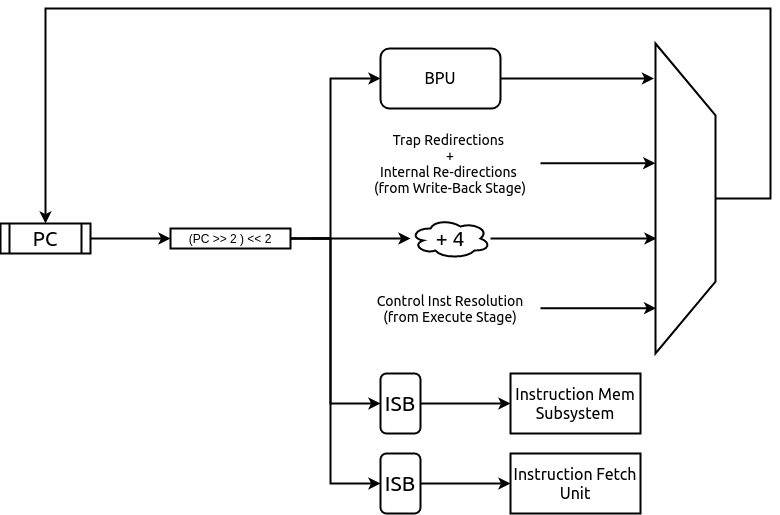 BPU
Trap Redirections
+
Internal Re-directions
(from Write-Back Stage)
PC
(PC >> 2 ) << 2
+ 4
Control Inst Resolution
(from Execute Stage)
ISB
Instruction Mem
Subsystem
ISB
Instruction Fetch
Unit